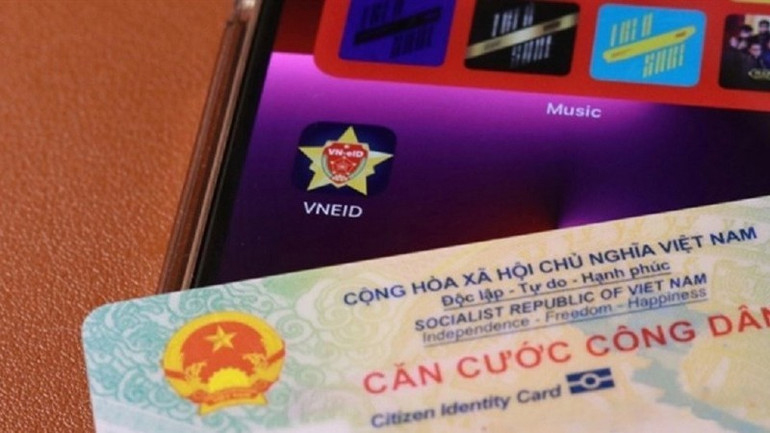 Music
VN-eID
VNEID
CỘNG HÒA XÃ HỘI CHỦ NGHĨA VIỆT NAM
Độc lập - Tự do - Hạnh phúc
SOCIALIST REPUBLIC OF VIET NAM
Independence - Freedom - Happiness
CĂN CƯỚC CÔNG DÂN
Citizen Identity Card